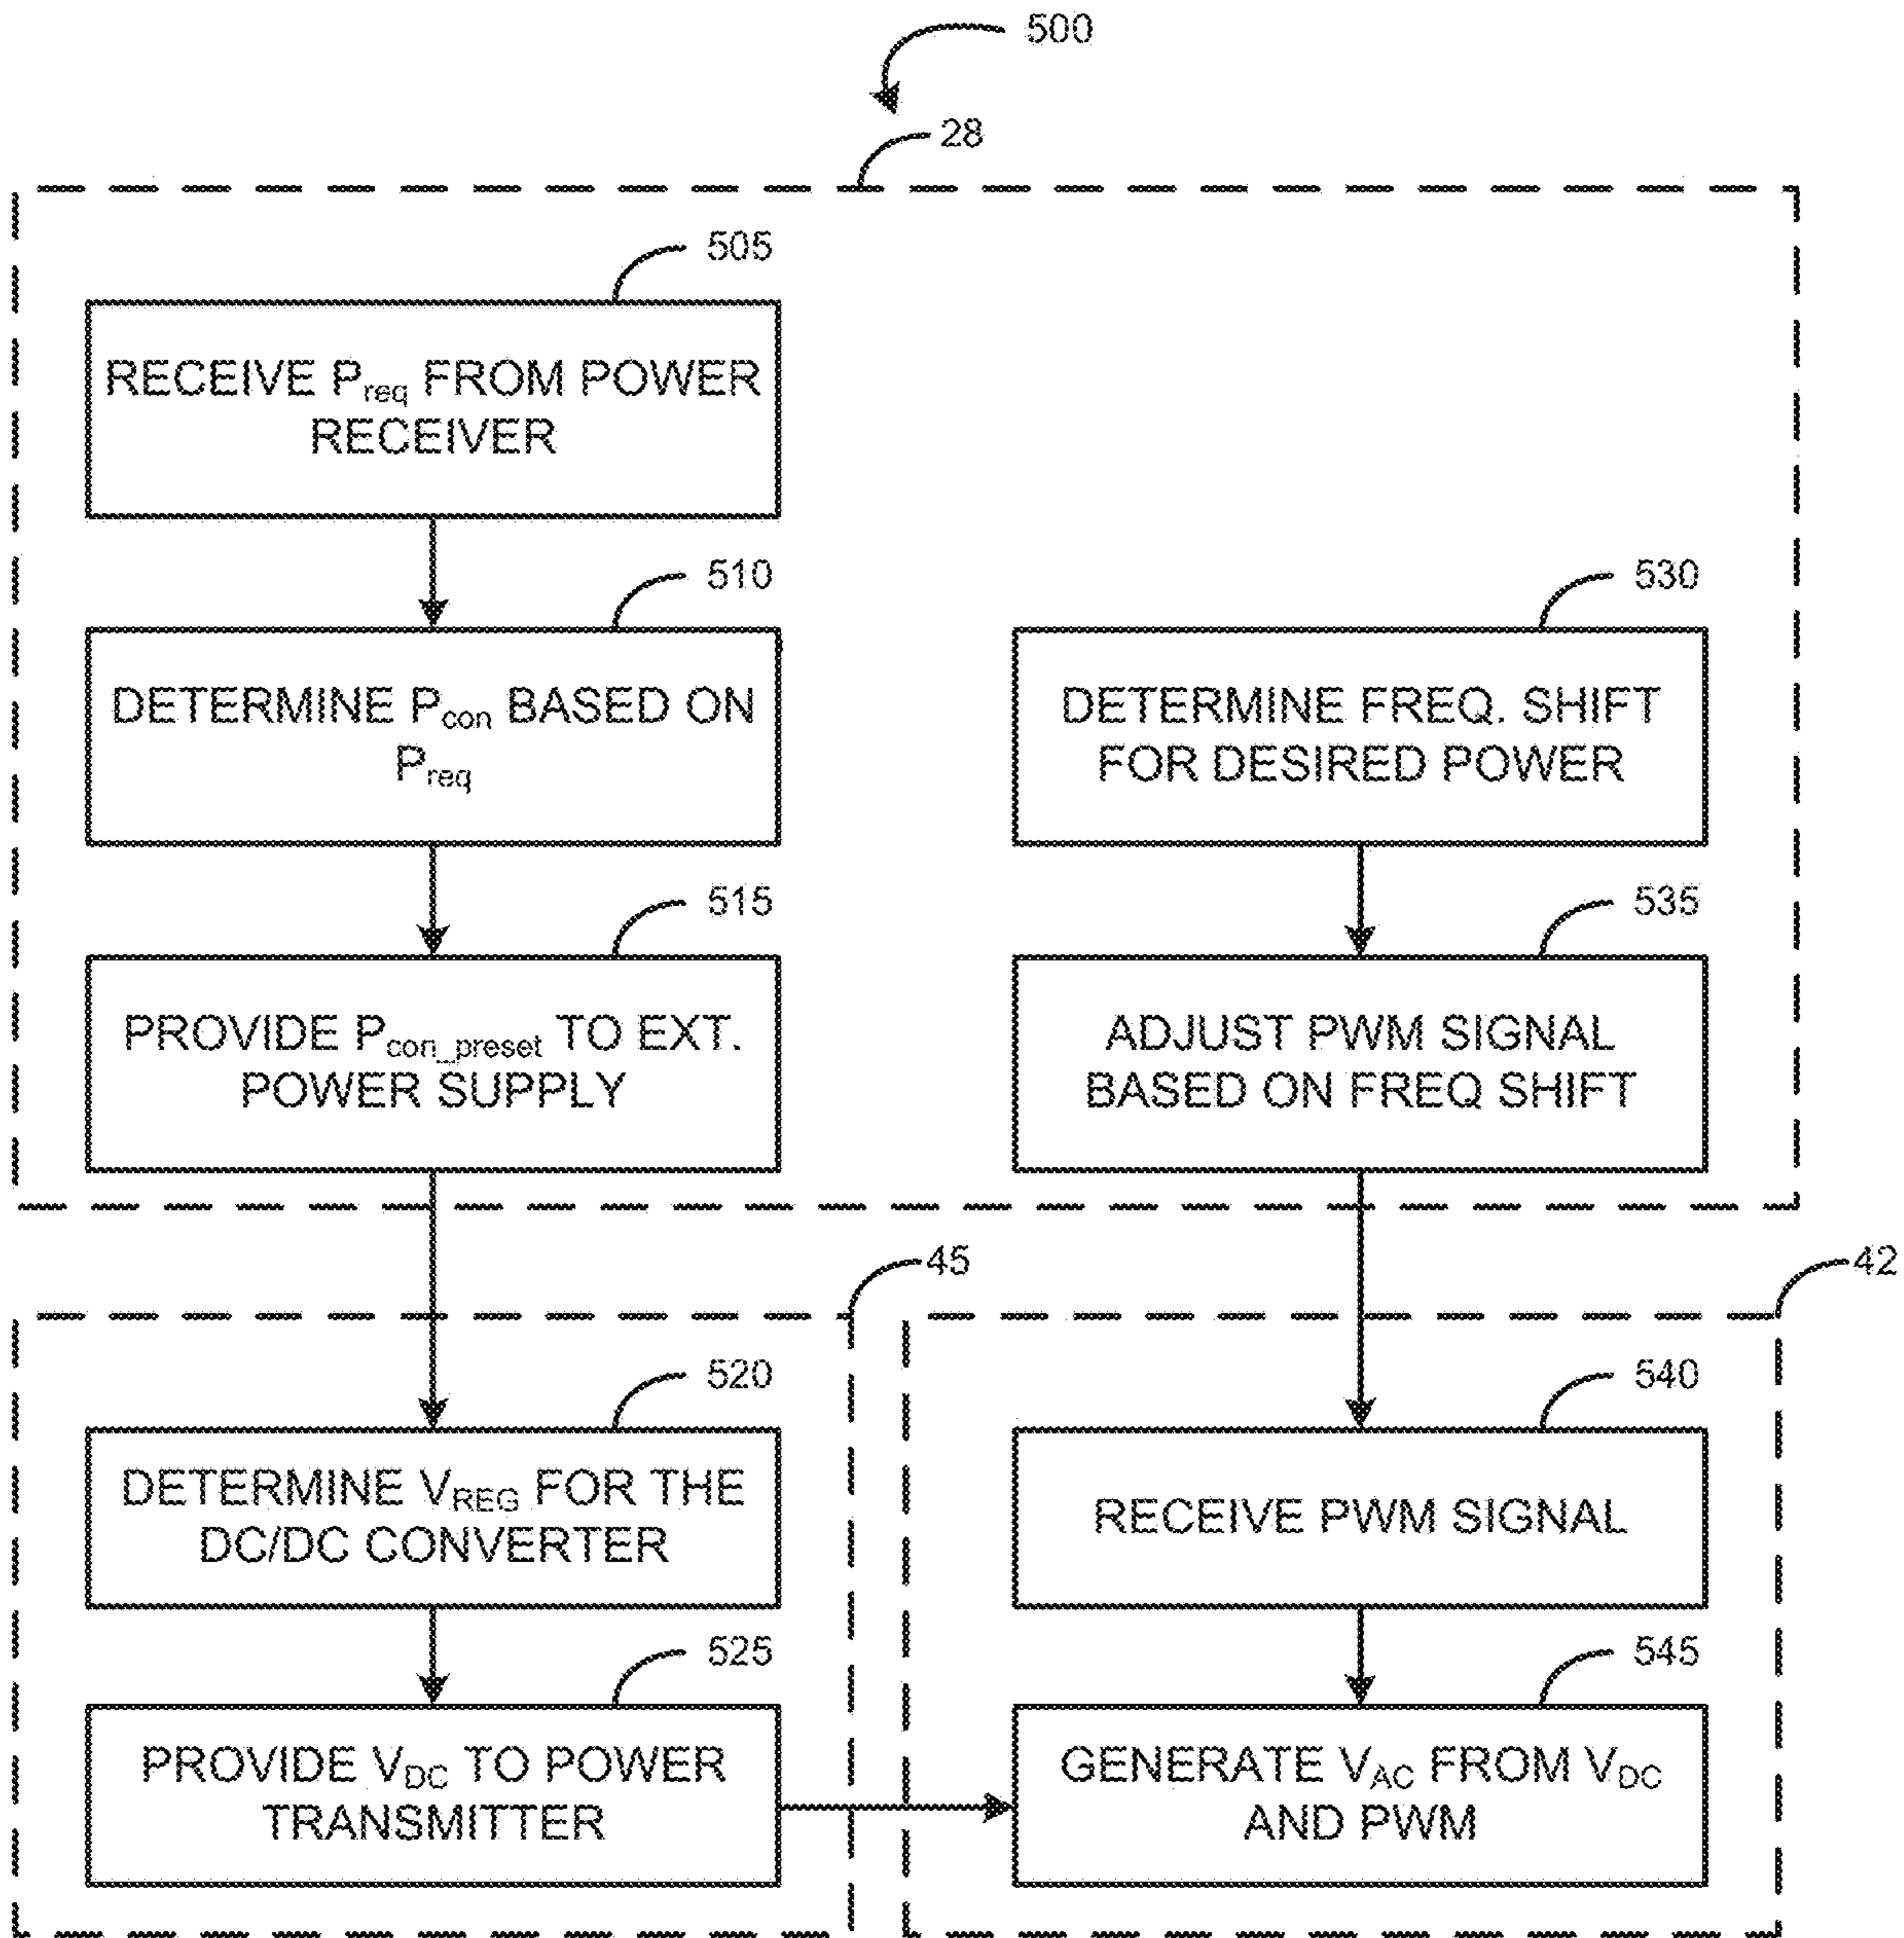 500
28
505
RECEIVE Preq FROM POWER
RECEIVER
510
DETERMINE Pcon BASED ON
Preq
515
PROVIDE Pcon_preset TO EXT.
POWER SUPPLY
530
DETERMINE FREQ. SHIFT
FOR DESIRED POWER
535
ADJUST PWM SIGNAL
BASED ON FREQ SHIFT
45
520
DETERMINE VREG FOR THE
DC/DC CONVERTER
525
PROVIDE VDC TO POWER
TRANSMITTER
42
540
RECEIVE PWM SIGNAL
545
GENERATE VAC FROM VDC
AND PWM